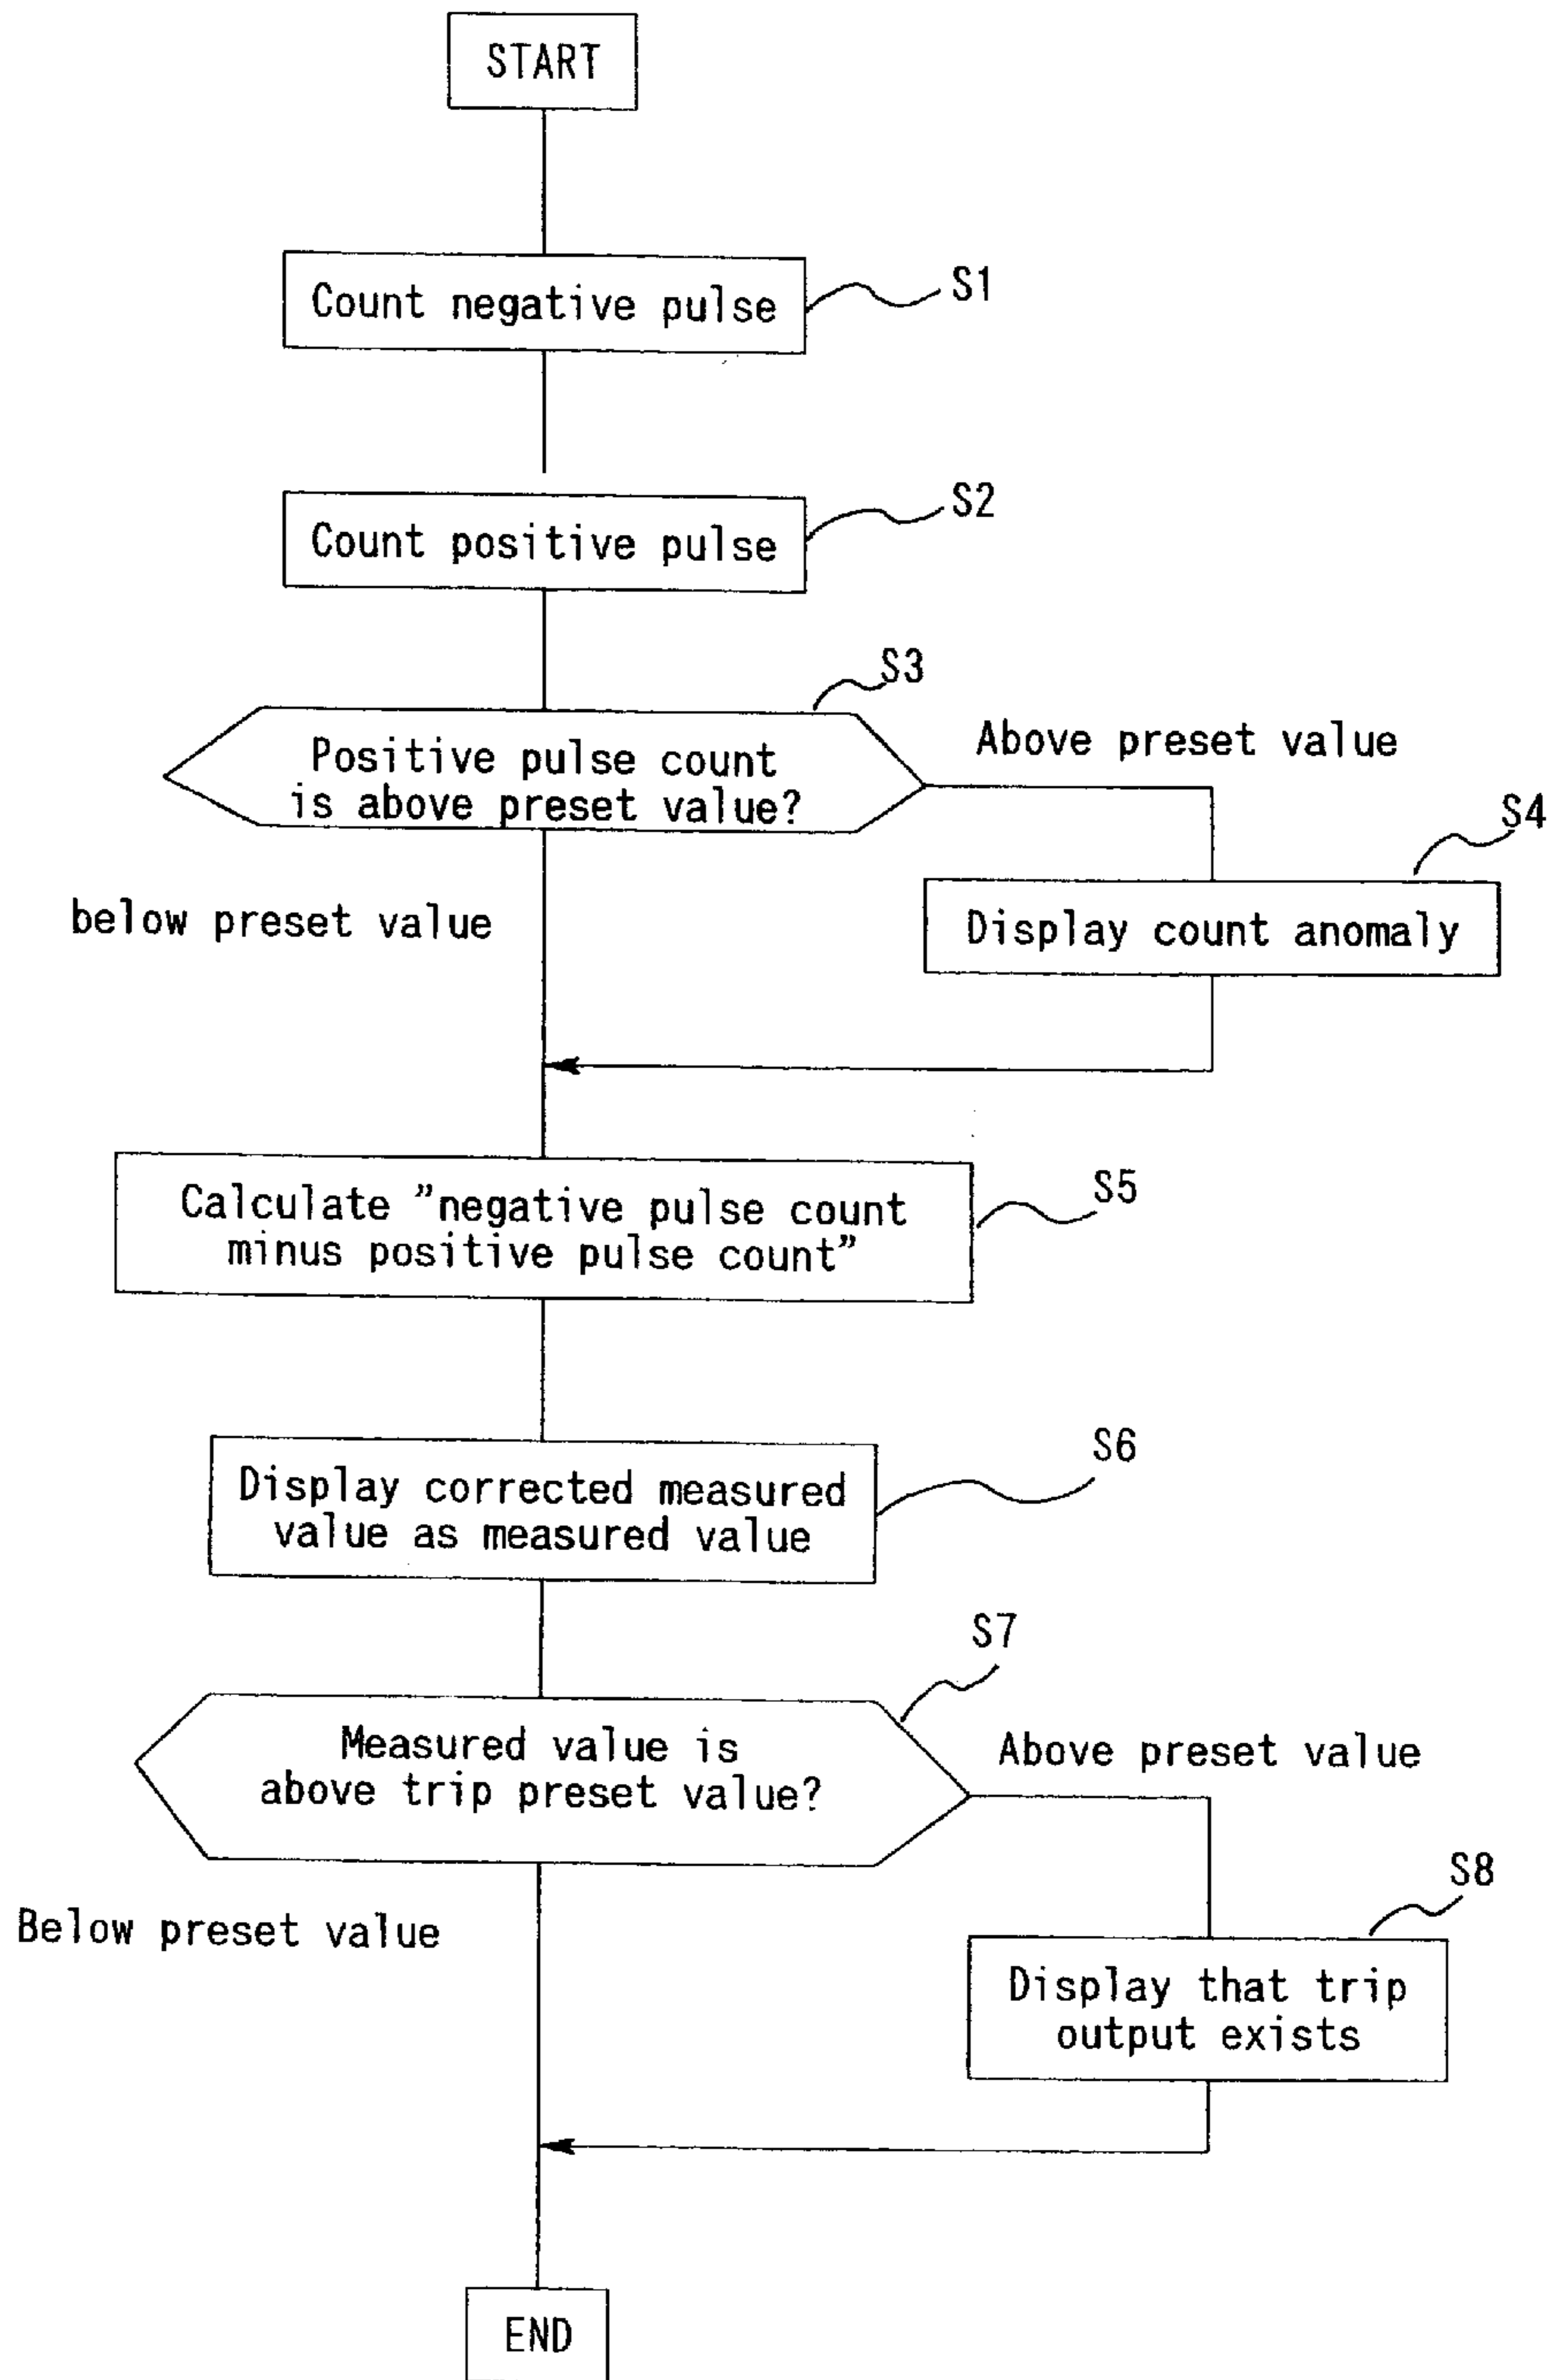 START
Count negative pulse
S1
Count positive pulse
S2
S3
Positive pulse count
is above preset value?
Above preset value
S4
Display count anomaly
below preset value
Calculate ”negative pulse count
minus positive pulse count”
S5
Display corrected measured
value as measured value
S6
S7
Measured value is
above trip preset value?
Above preset value
S8
Below preset value
Display that trip
output exists
END